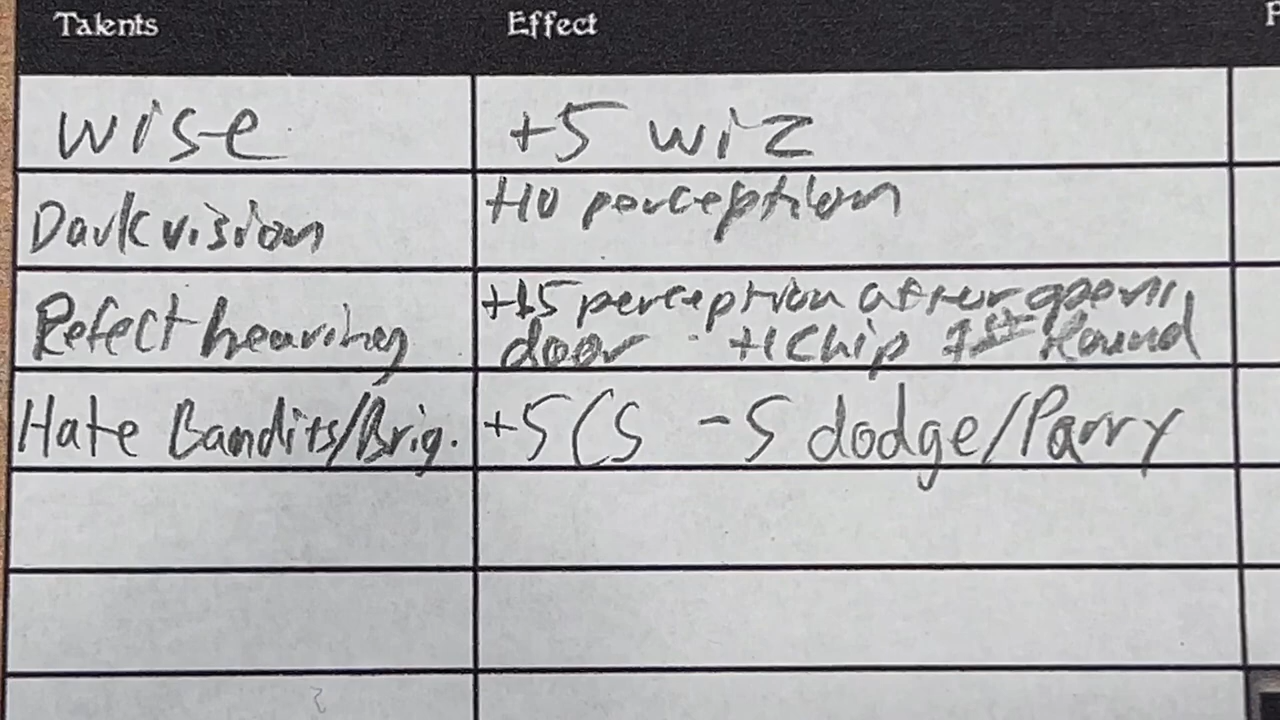 Talents Effect
wise +5 wiz
Darkvision +10 perception
Pefect hearing +15 perception after openi
door +1 Chip 1st Round
Hate Bandits/Brig. +5 CS -5 dodge/Parry